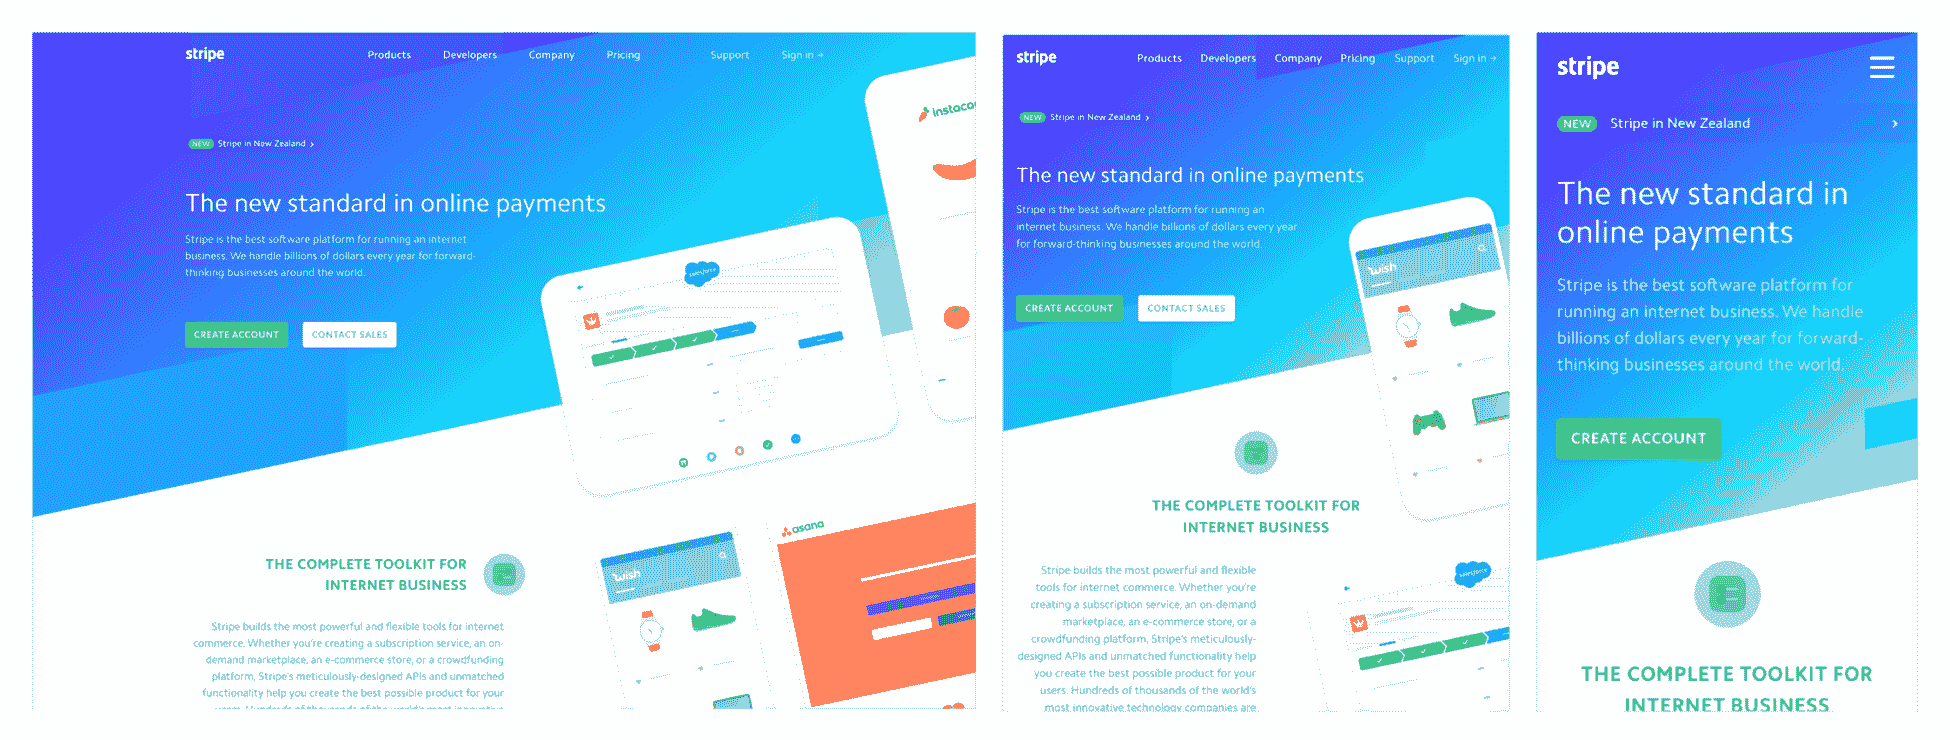 stripe
Products Developers Company Pricing Support Sign in →
NEW Stripe in New Zealand ›
The new standard in online payments
Stripe is the best software platform for running an internet
business. We handle billions of dollars every year for forward-
thinking businesses around the world.
CREATE ACCOUNT CONTACT SALES
salesforce
THE COMPLETE TOOLKIT FOR
INTERNET BUSINESS
Stripe builds the most powerful and flexible tools for internet
commerce. Whether you're creating a subscription service, an on-
demand marketplace, an e-commerce store, or a crowdfunding
platform, Stripe's meticulously-designed APIs and unmatched
functionality help you create the best possible product for your
wish
asana
stripe
Products Developers Company Pricing Support Sign in →
NEW Stripe in New Zealand ›
The new standard in online payments
Stripe is the best software platform for running an
internet business. We handle billions of dollars every year
for forward-thinking businesses around the world.
CREATE ACCOUNT CONTACT SALES
wish
THE COMPLETE TOOLKIT FOR
INTERNET BUSINESS
Stripe builds the most powerful and flexible
tools for internet commerce. Whether you're
creating a subscription service, an on-demand
marketplace, an e-commerce store, or a
crowdfunding platform, Stripe's meticulously-
designed APIs and unmatched functionality help
you create the best possible product for your
users. Hundreds of thousands of the world's
most innovative technology companies are
salesforce
stripe
NEW Stripe in New Zealand ›
The new standard in
online payments
Stripe is the best software platform for
running an internet business. We handle
billions of dollars every year for forward-
thinking businesses around the world.
CREATE ACCOUNT
THE COMPLETE TOOLKIT FOR
INTERNET BUSINESS